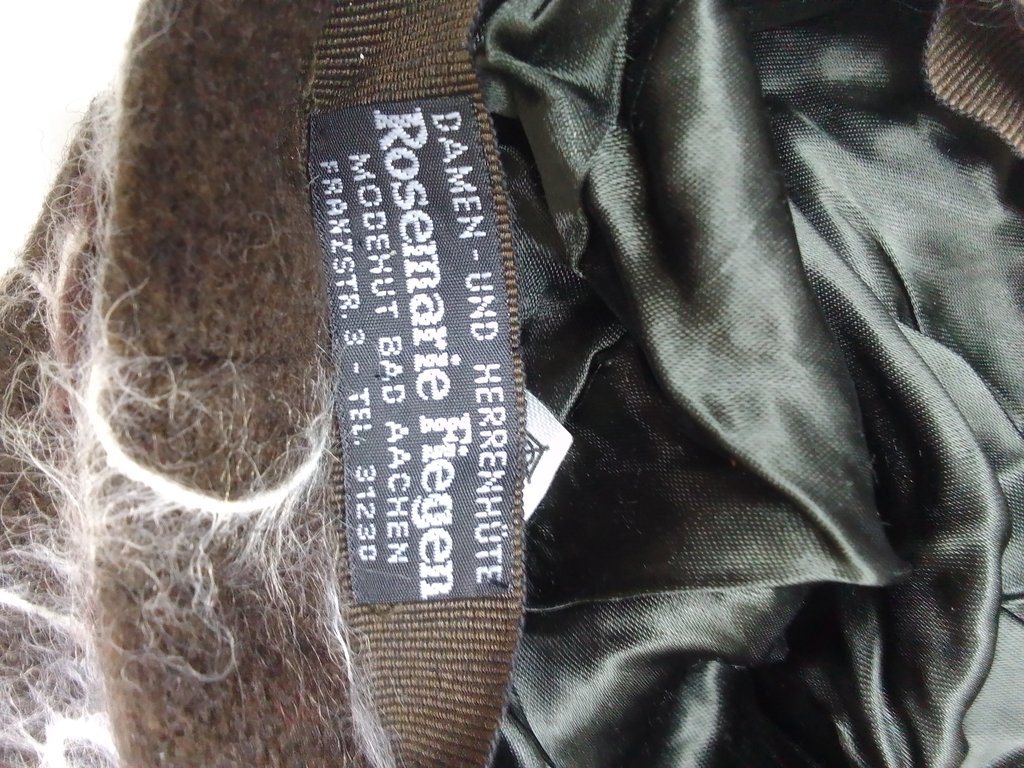 DAMEN-UND HERRENHÜTE
Rosemarie Fiegen
MODEHUT BAD AACHEN
FRANZSTR. 3 - TEL. 31230